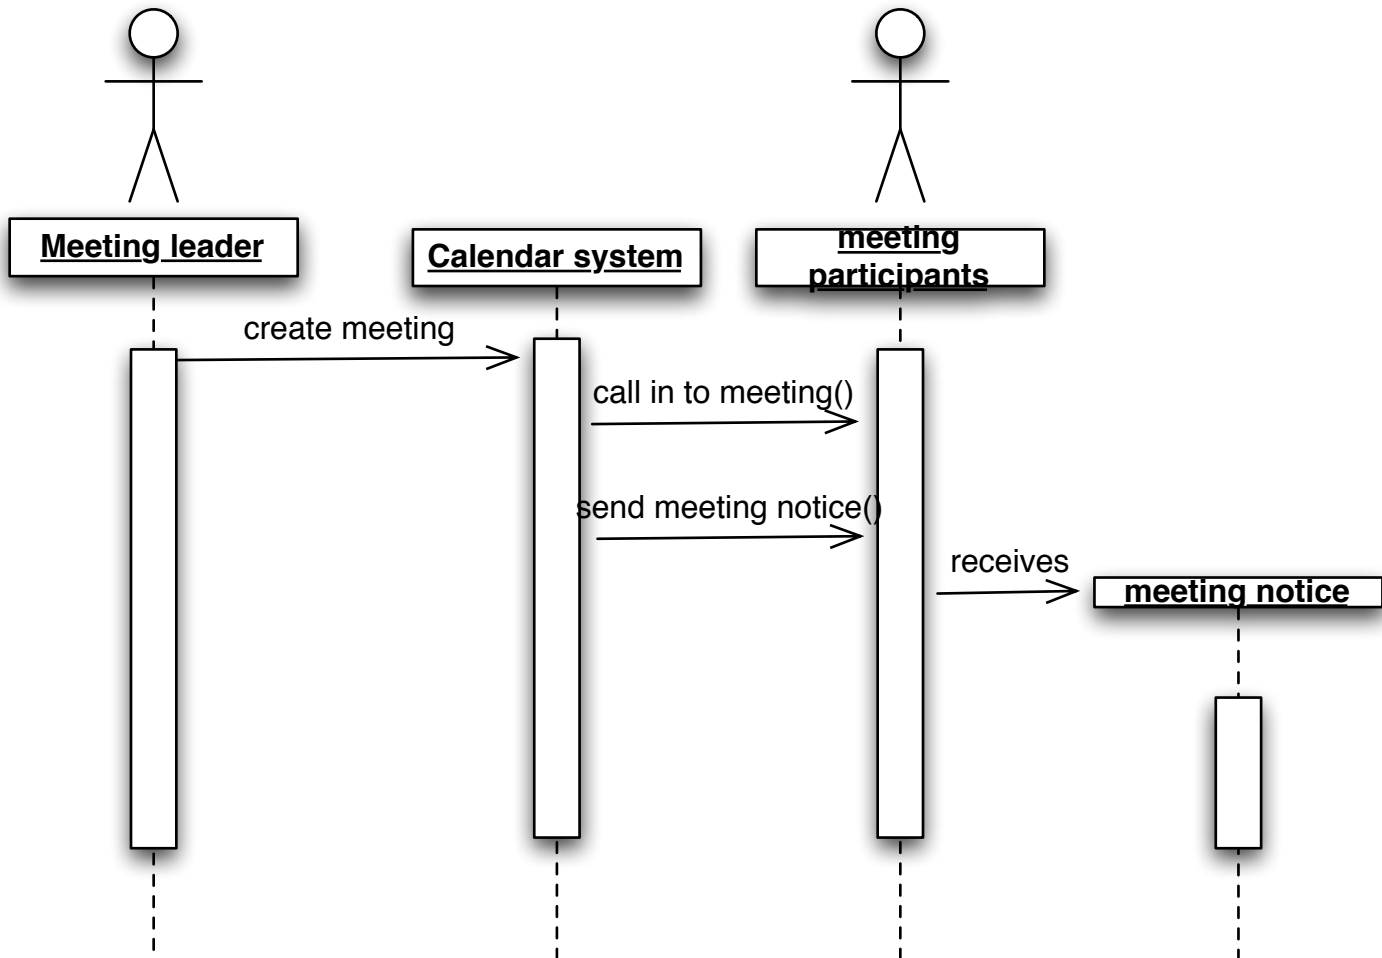 Meeting leader
Calendar system
meeting
participants
create meeting
call in to meeting()
send meeting notice()
receives
meeting notice